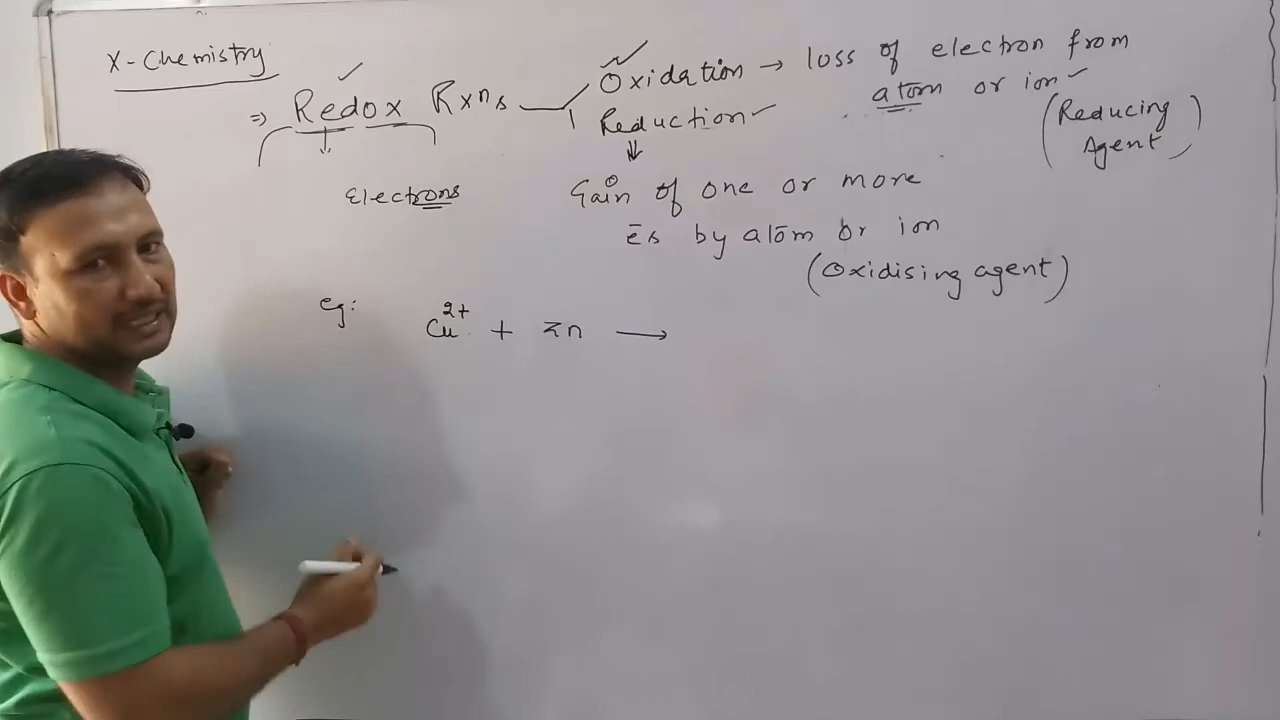 X-Chemistry
⇒ Redox Rxns
Oxidation → loss of electron from
atom or ion
(Reducing Agent)
Reduction
⇓
Electrons
Gain of one or more
ēs by atom or ion
(Oxidising agent)
eg: Cu²⁺ + Zn →